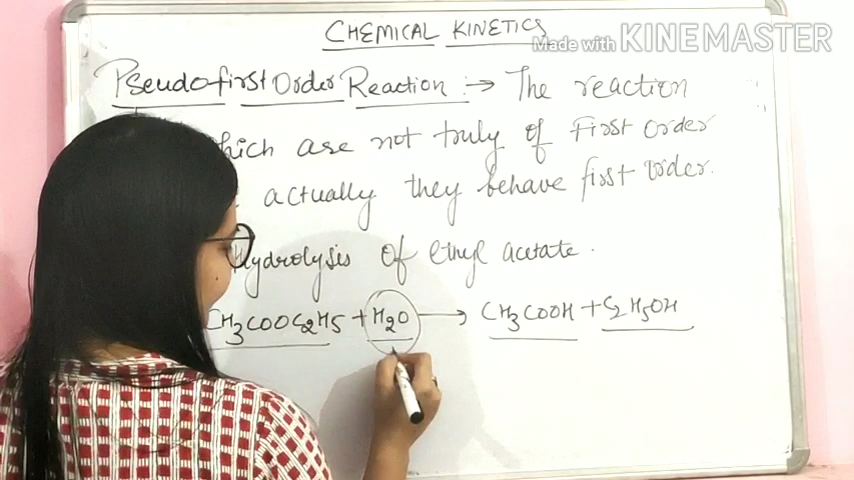 CHEMICAL KINETICS
Made with KINEMASTER
Pseudo first Order Reaction :→ The reaction
which are not truly of First Order
actually they behave first order.
Hydrolysis of ethyl acetate.
CH3COOC2H5 + H2O → CH3COOH + C2H5OH